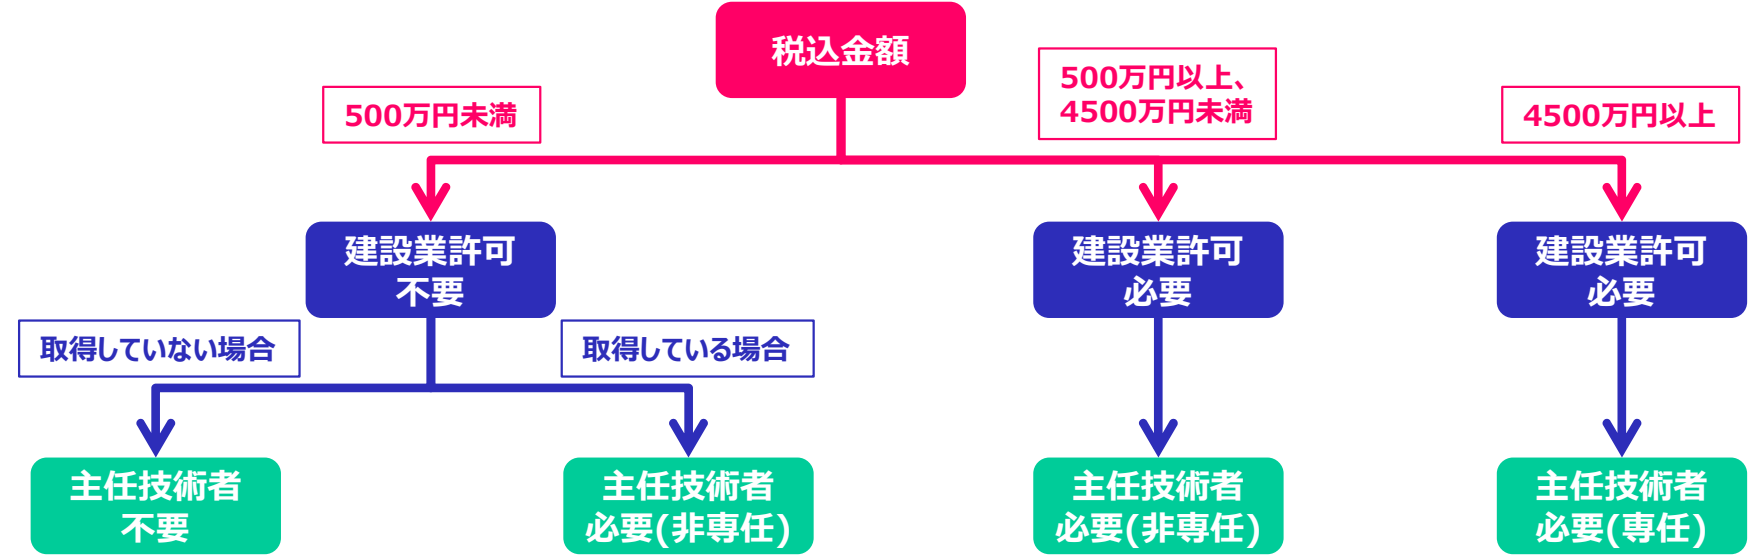 税込金額
500万円未満
500万円以上、
4500万円未満
4500万円以上
建設業許可
不要
建設業許可
必要
建設業許可
必要
取得していない場合
取得している場合
主任技術者
不要
主任技術者
必要(非専任)
主任技術者
必要(非専任)
主任技術者
必要(専任)